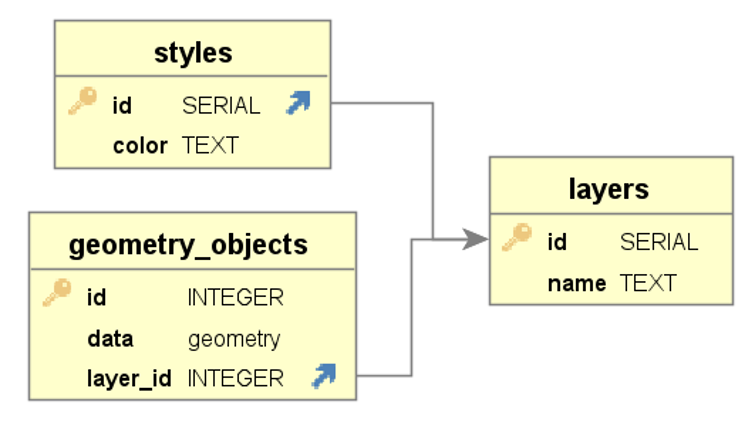 styles
id SERIAL
color TEXT
geometry_objects
id INTEGER
data geometry
layer_id INTEGER
layers
id SERIAL
name TEXT